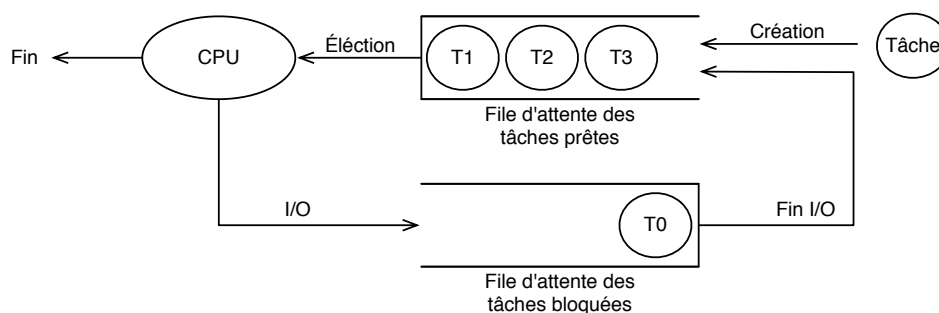 Fin
CPU
Éléction
T1
T2
T3
Création
Tâche
File d'attente des
tâches prêtes
I/O
T0
Fin I/O
File d'attente des
tâches bloquées